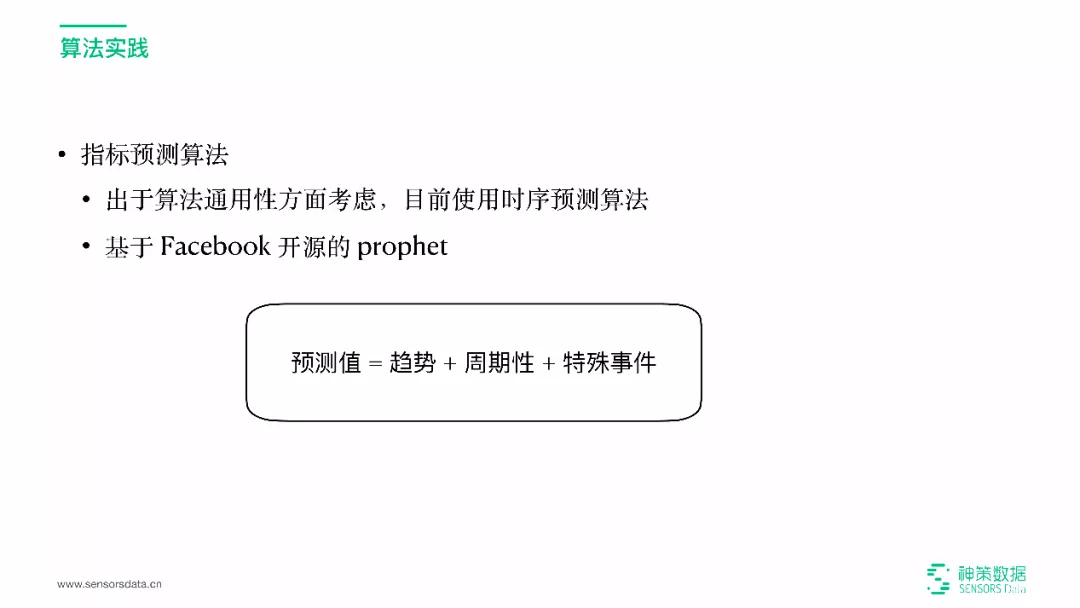 算法实践
• 指标预测算法
• 出于算法通用性方面考虑，目前使用时序预测算法
• 基于 Facebook 开源的 prophet
预测值 = 趋势 + 周期性 + 特殊事件
www.sensorsdata.cn
神策数据
SENSORS Data